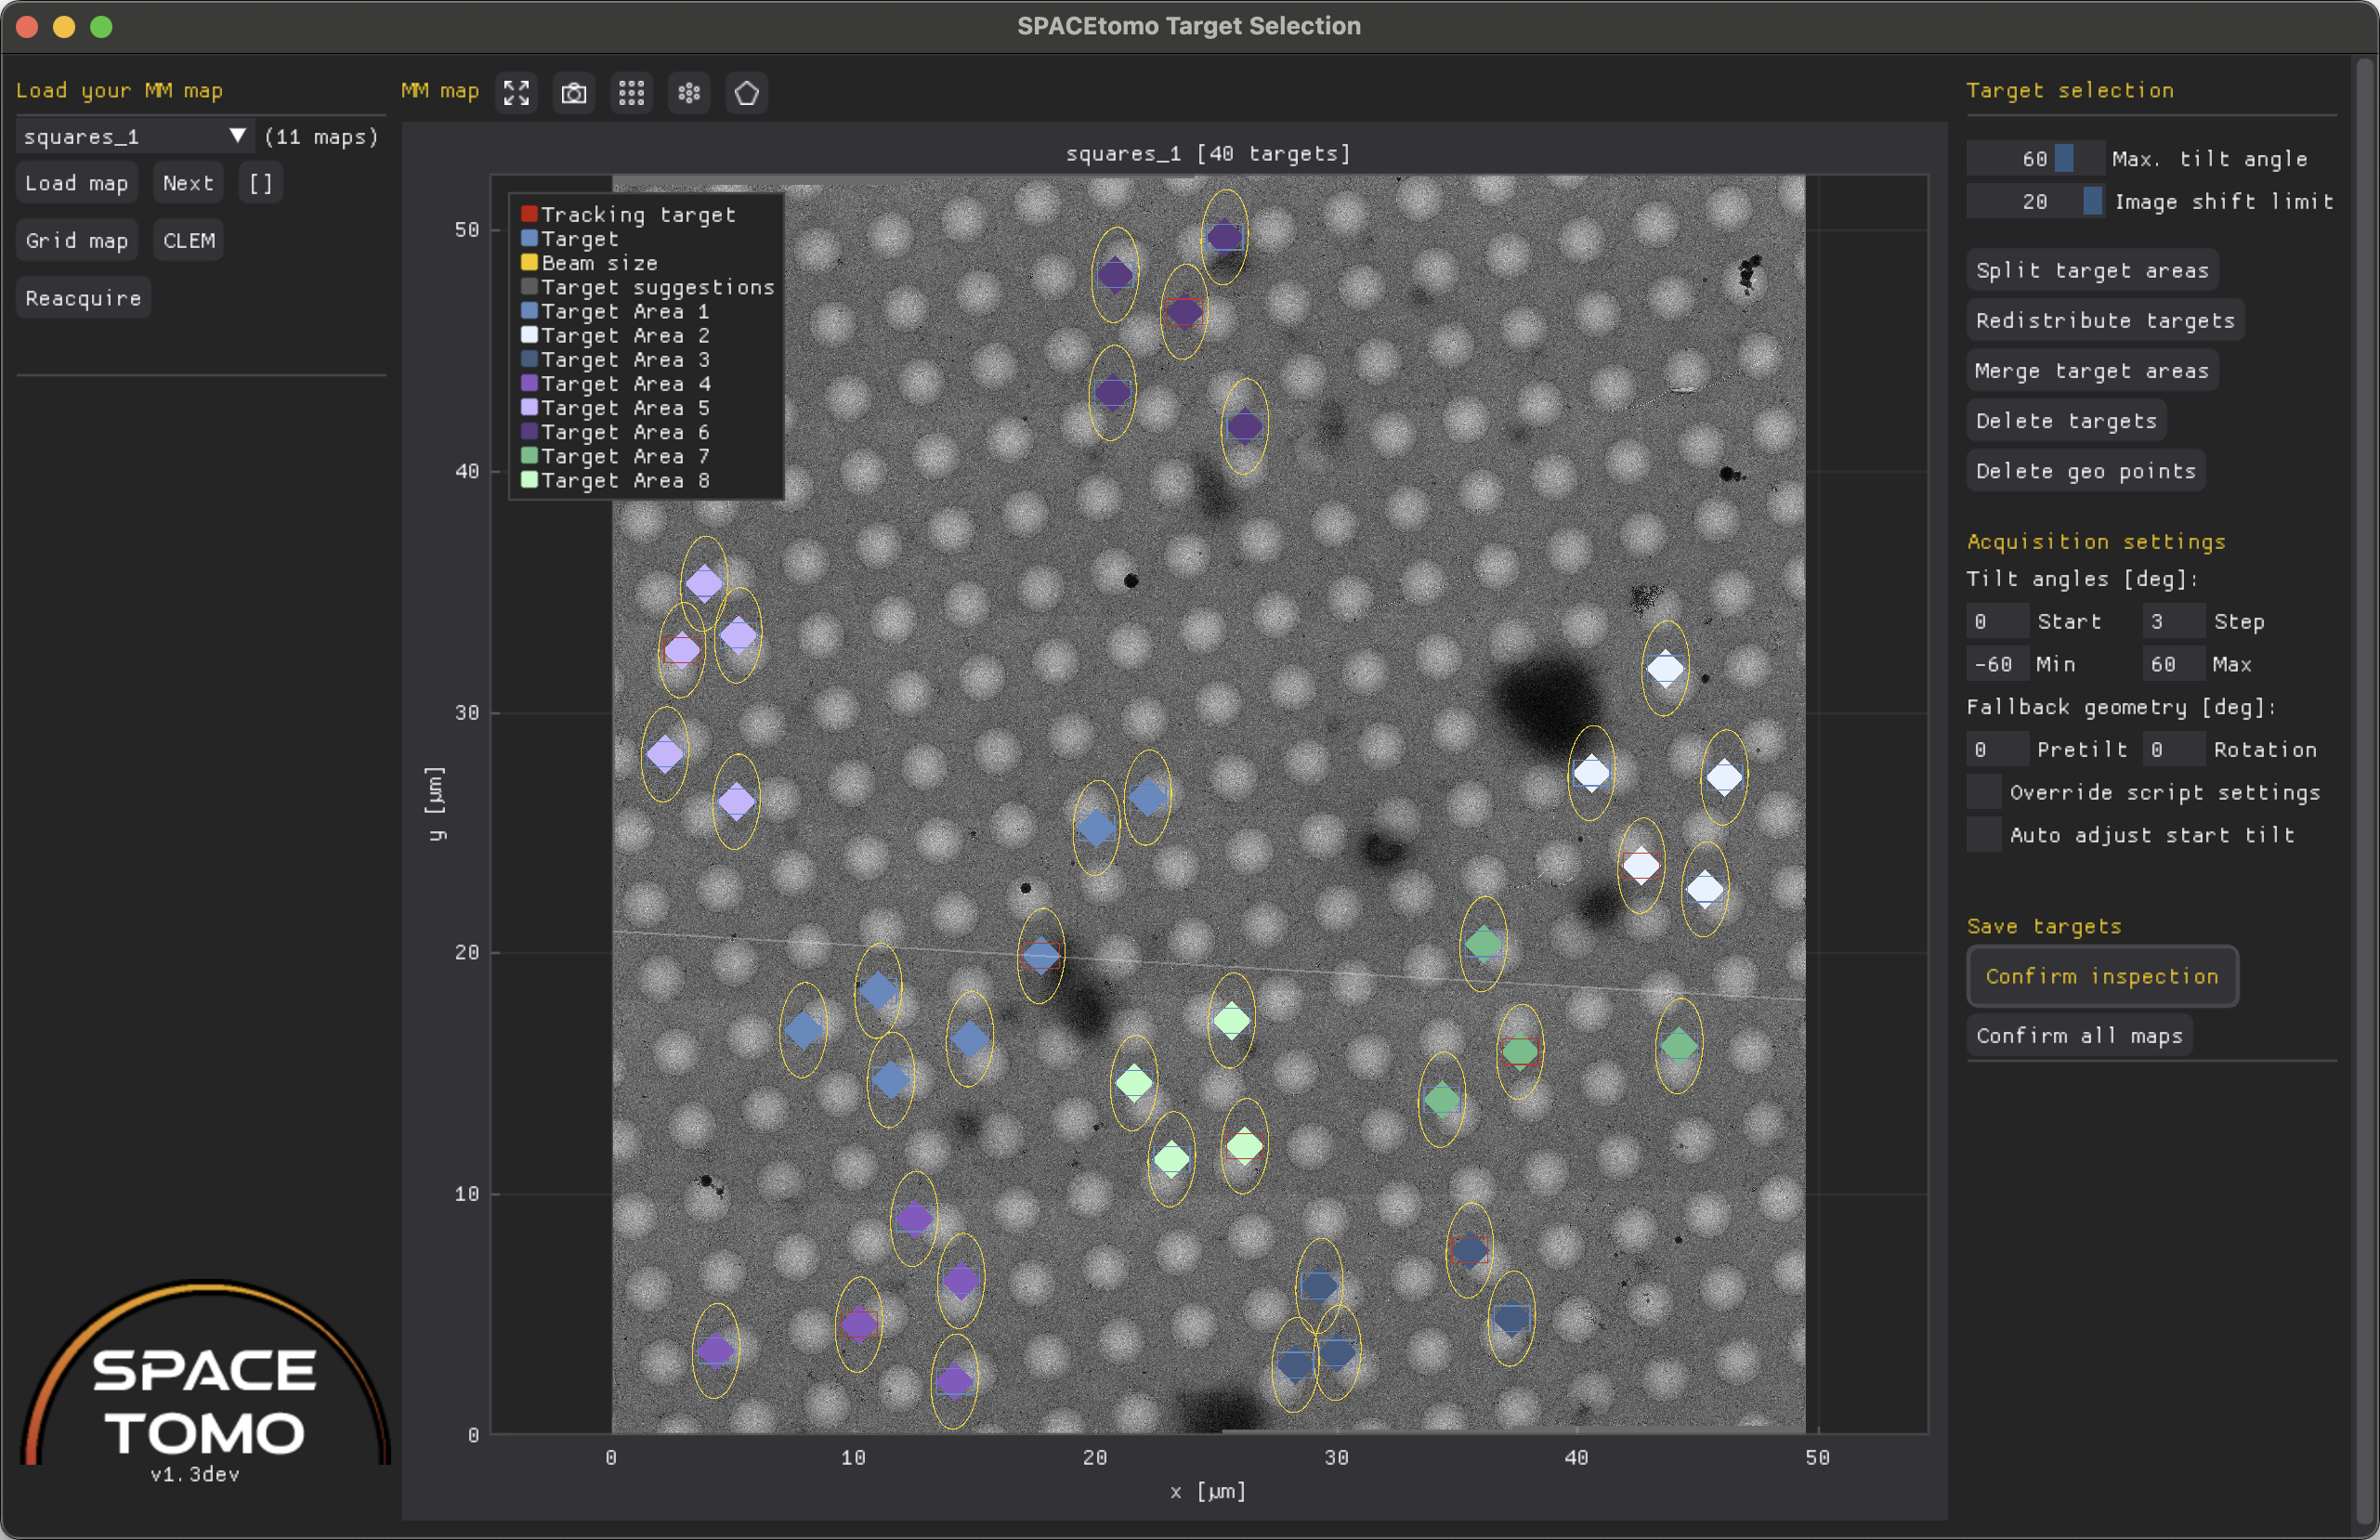 SPACEtomo Target Selection
Load your MM map
squares_1 (11 maps)
Load map Next []
Grid map CLEM
Reacquire
SPACE
TOMO
v1.3dev
MM map
squares_1 [40 targets]
Tracking target
Target
Beam size
Target suggestions
Target Area 1
Target Area 2
Target Area 3
Target Area 4
Target Area 5
Target Area 6
Target Area 7
Target Area 8
50
40
30
20
10
0
y [µm]
0 10 20 30 40 50
x [µm]
Target selection
60 Max. tilt angle
20 Image shift limit
Split target areas
Redistribute targets
Merge target areas
Delete targets
Delete geo points
Acquisition settings
Tilt angles [deg]:
0 Start 3 Step
-60 Min 60 Max
Fallback geometry [deg]:
0 Pretilt 0 Rotation
Override script settings
Auto adjust start tilt
Save targets
Confirm inspection
Confirm all maps